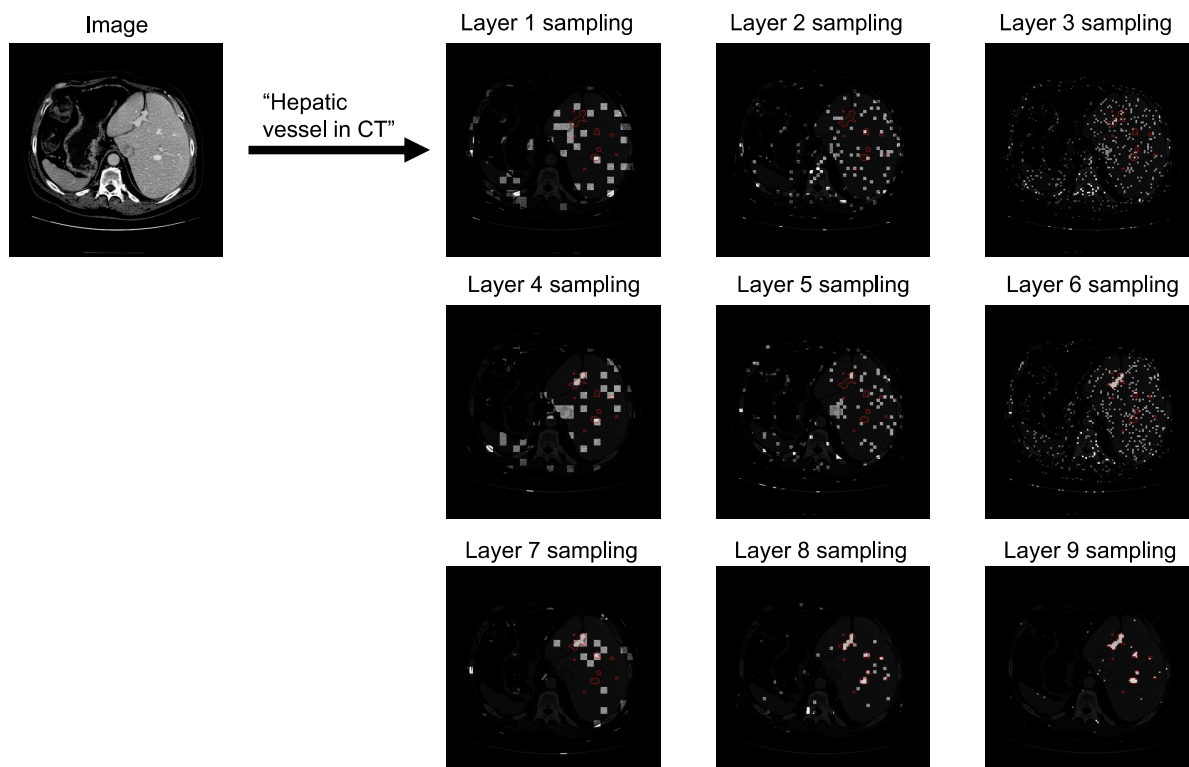 Image
“Hepatic
vessel in CT”
Layer 1 sampling
Layer 2 sampling
Layer 3 sampling
Layer 4 sampling
Layer 5 sampling
Layer 6 sampling
Layer 7 sampling
Layer 8 sampling
Layer 9 sampling